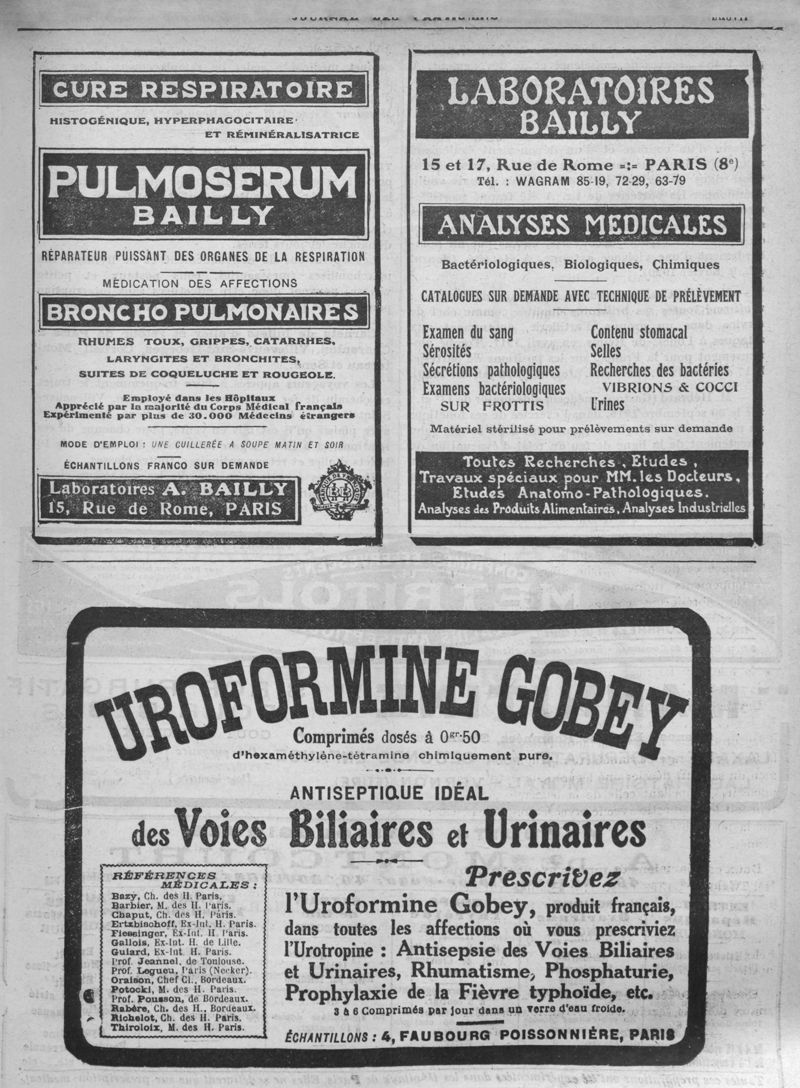 JOURNAL DES PRATICIENS
CURE RESPIRATOIRE
HISTOGÉNIQUE, HYPERPHAGOCITAIRE
ET RÉMINÉRALISATRICE
PULMOSERUM
BAILLY
RÉPARATEUR PUISSANT DES ORGANES DE LA RESPIRATION
MÉDICATION DES AFFECTIONS
BRONCHO PULMONAIRES
RHUMES TOUX, GRIPPES, CATARRHES,
LARYNGITES ET BRONCHITES,
SUITES DE COQUELUCHE ET ROUGEOLE.
Employé dans les Hôpitaux
Apprécié par la majorité du Corps Médical français
Expérimenté par plus de 30.000 Médecins étrangers
MODE D'EMPLOI : UNE CUILLERÉE A SOUPE MATIN ET SOIR
ÉCHANTILLONS FRANCO SUR DEMANDE
Laboratoires A. BAILLY
15, Rue de Rome, PARIS
LABORATOIRES
BAILLY
15 et 17, Rue de Rome =:= PARIS (8e)
Tél. : WAGRAM 85-19, 72-29, 63-79
ANALYSES MEDICALES
Bactériologiques, Biologiques, Chimiques
CATALOGUES SUR DEMANDE AVEC TECHNIQUE DE PRÉLÈVEMENT
Examen du sang
Sérosités
Sécrétions pathologiques
Examens bactériologiques
SUR FROTTIS
Contenu stomacal
Selles
Recherches des bactéries
VIBRIONS & COCCI
Urines
Matériel stérilisé pour prélèvements sur demande
Toutes Recherches, Etudes,
Travaux spéciaux pour MM. les Docteurs,
Etudes Anatomo-Pathologiques.
Analyses des Produits Alimentaires, Analyses Industrielles
UROFORMINE GOBEY
Comprimés dosés à 0gr.50
d'hexaméthylène-tétramine chimiquement pure.
ANTISEPTIQUE IDÉAL
des Voies Biliaires et Urinaires
RÉFÉRENCES
MÉDICALES :
Bazy, Ch. des H. Paris.
Barbier, M. des H. Paris.
Chaput, Ch. des H. Paris.
Ertzbischoff, Ex-Int. H. Paris.
Fiessinger, Ex-Int. H. Paris.
Gallois, Ex-Int. H. de Lille.
Guiard, Ex-Int. H. Paris.
Prof. Jeannel, de Toulouse.
Prof. Legueu, Paris (Necker).
Oraison, Chef Cl., Bordeaux.
Potocki, M. des H. Paris.
Prof. Pousson, de Bordeaux.
Rabère, Ch. des H., Bordeaux.
Richelot, Ch. des H. Paris.
Thiroloix, M. des H. Paris.
Prescrivez
l'Uroformine Gobey, produit français,
dans toutes les affections où vous prescriviez
l'Urotropine : Antisepsie des Voies Biliaires
et Urinaires, Rhumatisme, Phosphaturie,
Prophylaxie de la Fièvre typhoïde, etc.
3 à 6 Comprimés par jour dans un verre d'eau froide.
ÉCHANTILLONS : 4, FAUBOURG POISSONNIÈRE, PARIS